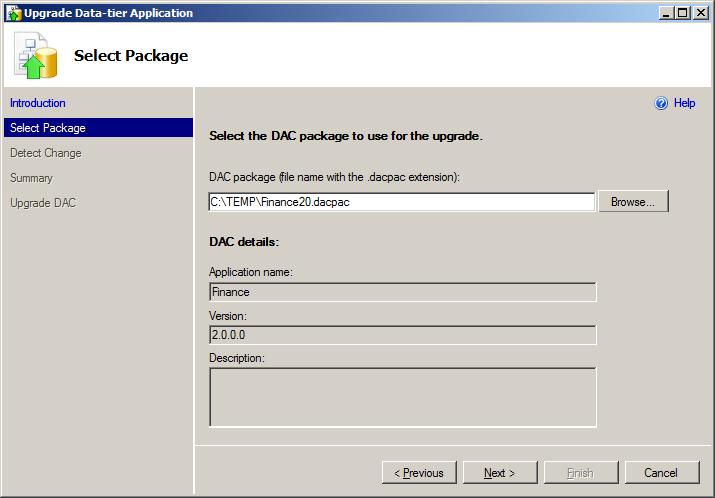 Upgrade Data-tier Application
Select Package
Introduction
Select Package
Detect Change
Summary
Upgrade DAC
Help
Select the DAC package to use for the upgrade.
DAC package (file name with the .dacpac extension):
C:\TEMP\Finance20.dacpac
Browse...
DAC details:
Application name:
Finance
Version:
2.0.0.0
Description:
< Previous
Next >
Finish
Cancel